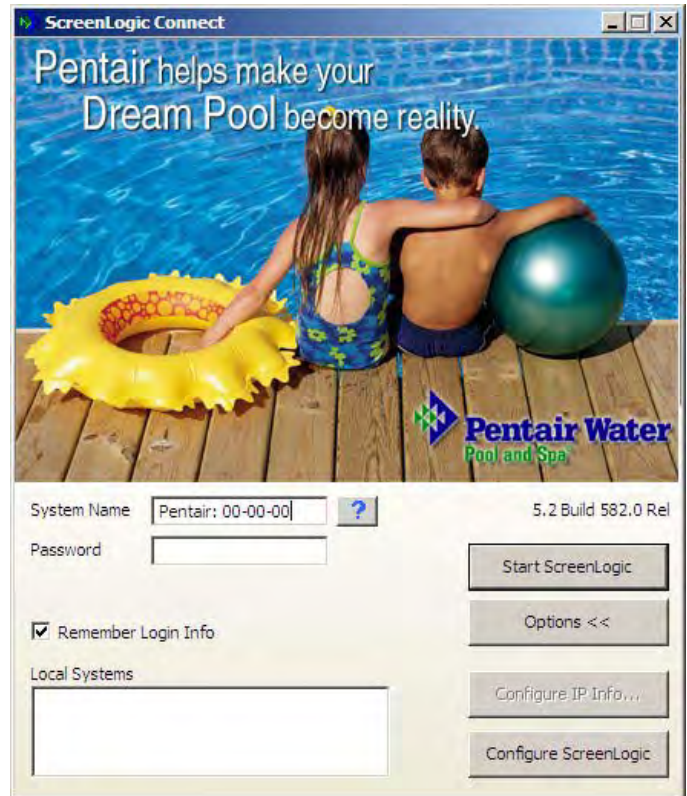 ScreenLogic Connect
Pentair helps make your
Dream Pool become reality.
Pentair Water
Pool and Spa
System Name Pentair: 00-00-00 ? 5.2 Build 582.0 Rel
Password
Start ScreenLogic
Options <<
Remember Login Info
Local Systems
Configure IP Info...
Configure ScreenLogic